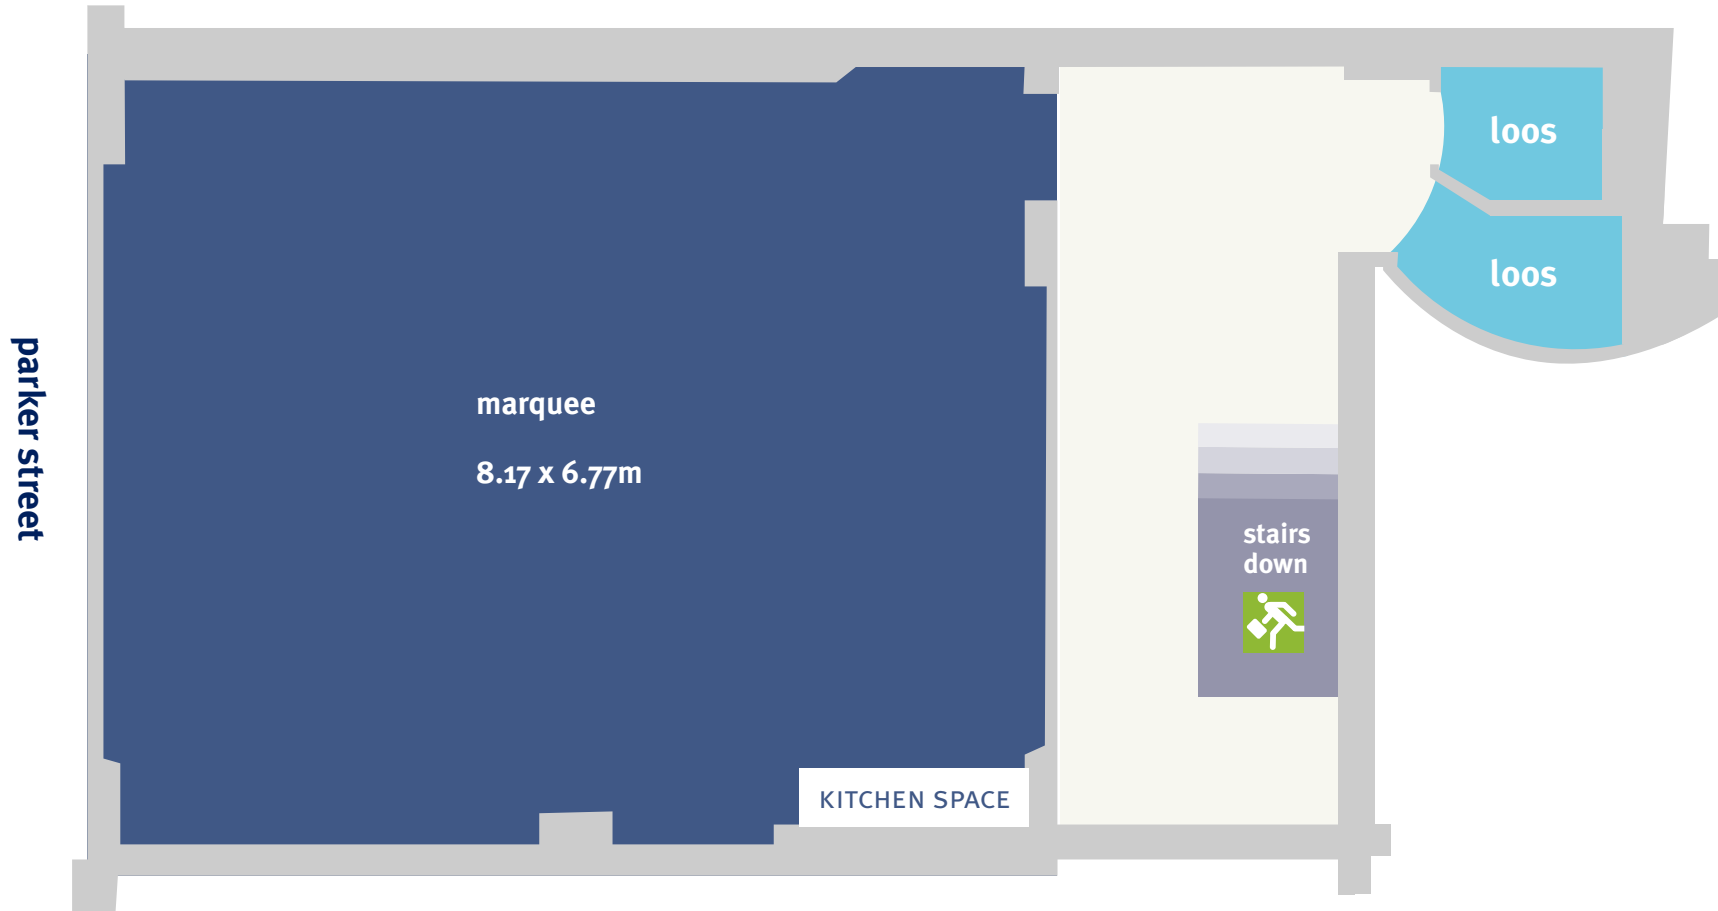 parker street
marquee
8.17 x 6.77m
KITCHEN SPACE
stairs
down
loos
loos